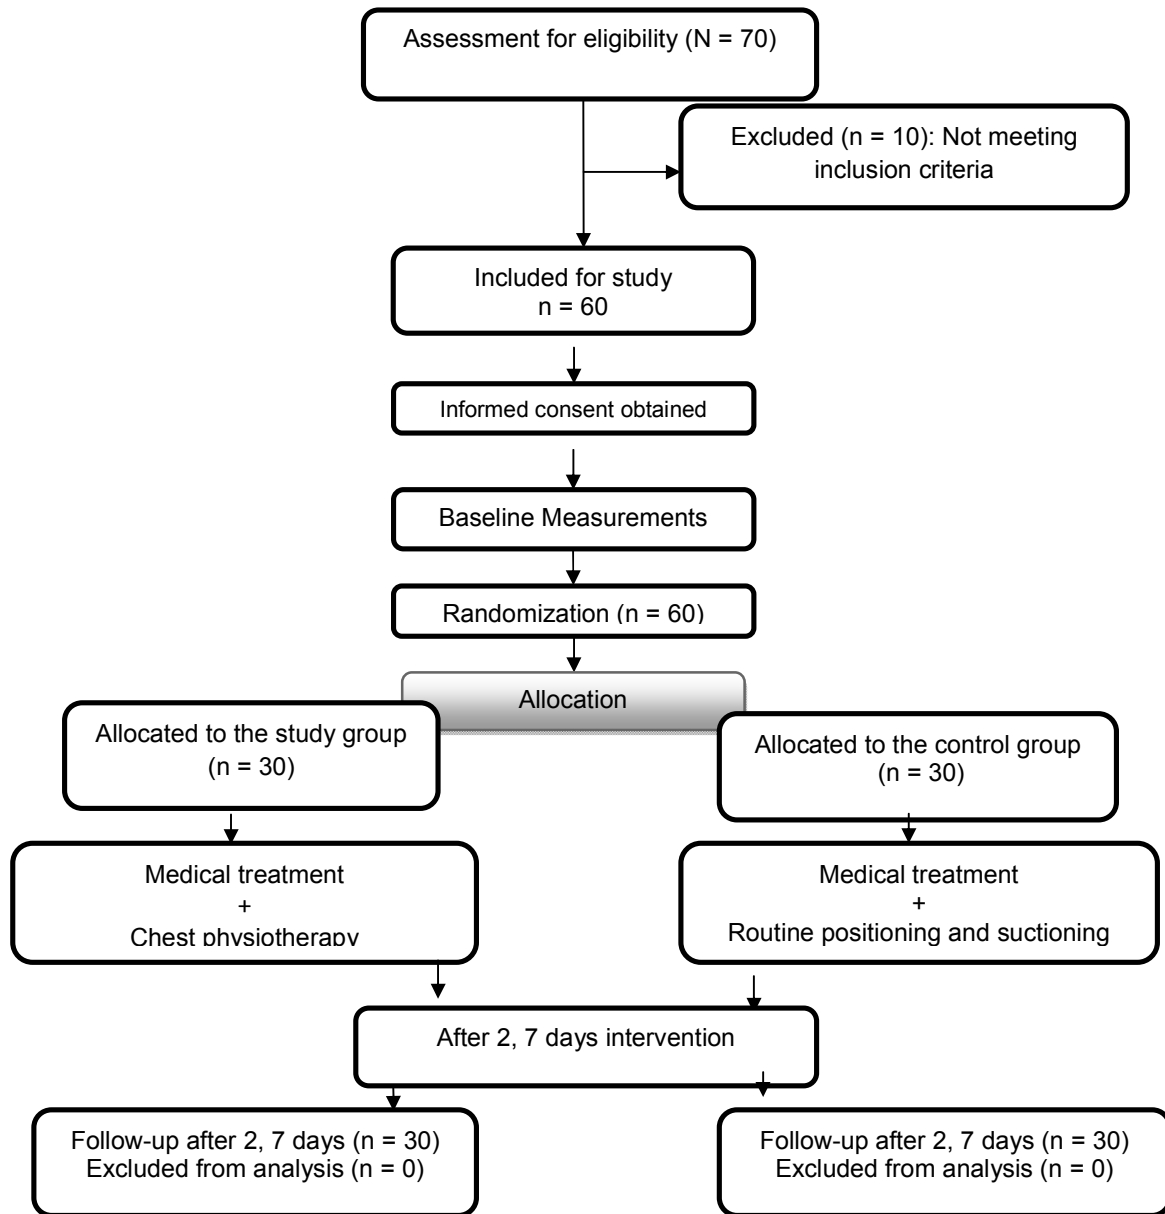 Assessment for eligibility (N = 70)
Excluded (n = 10): Not meeting
inclusion criteria
Included for study
n = 60
Informed consent obtained
Baseline Measurements
Randomization (n = 60)
Allocation
Allocated to the study group
(n = 30)
Allocated to the control group
(n = 30)
Medical treatment
+
Chest physiotherapy
Medical treatment
+
Routine positioning and suctioning
After 2, 7 days intervention
Follow-up after 2, 7 days (n = 30)
Excluded from analysis (n = 0)
Follow-up after 2, 7 days (n = 30)
Excluded from analysis (n = 0)